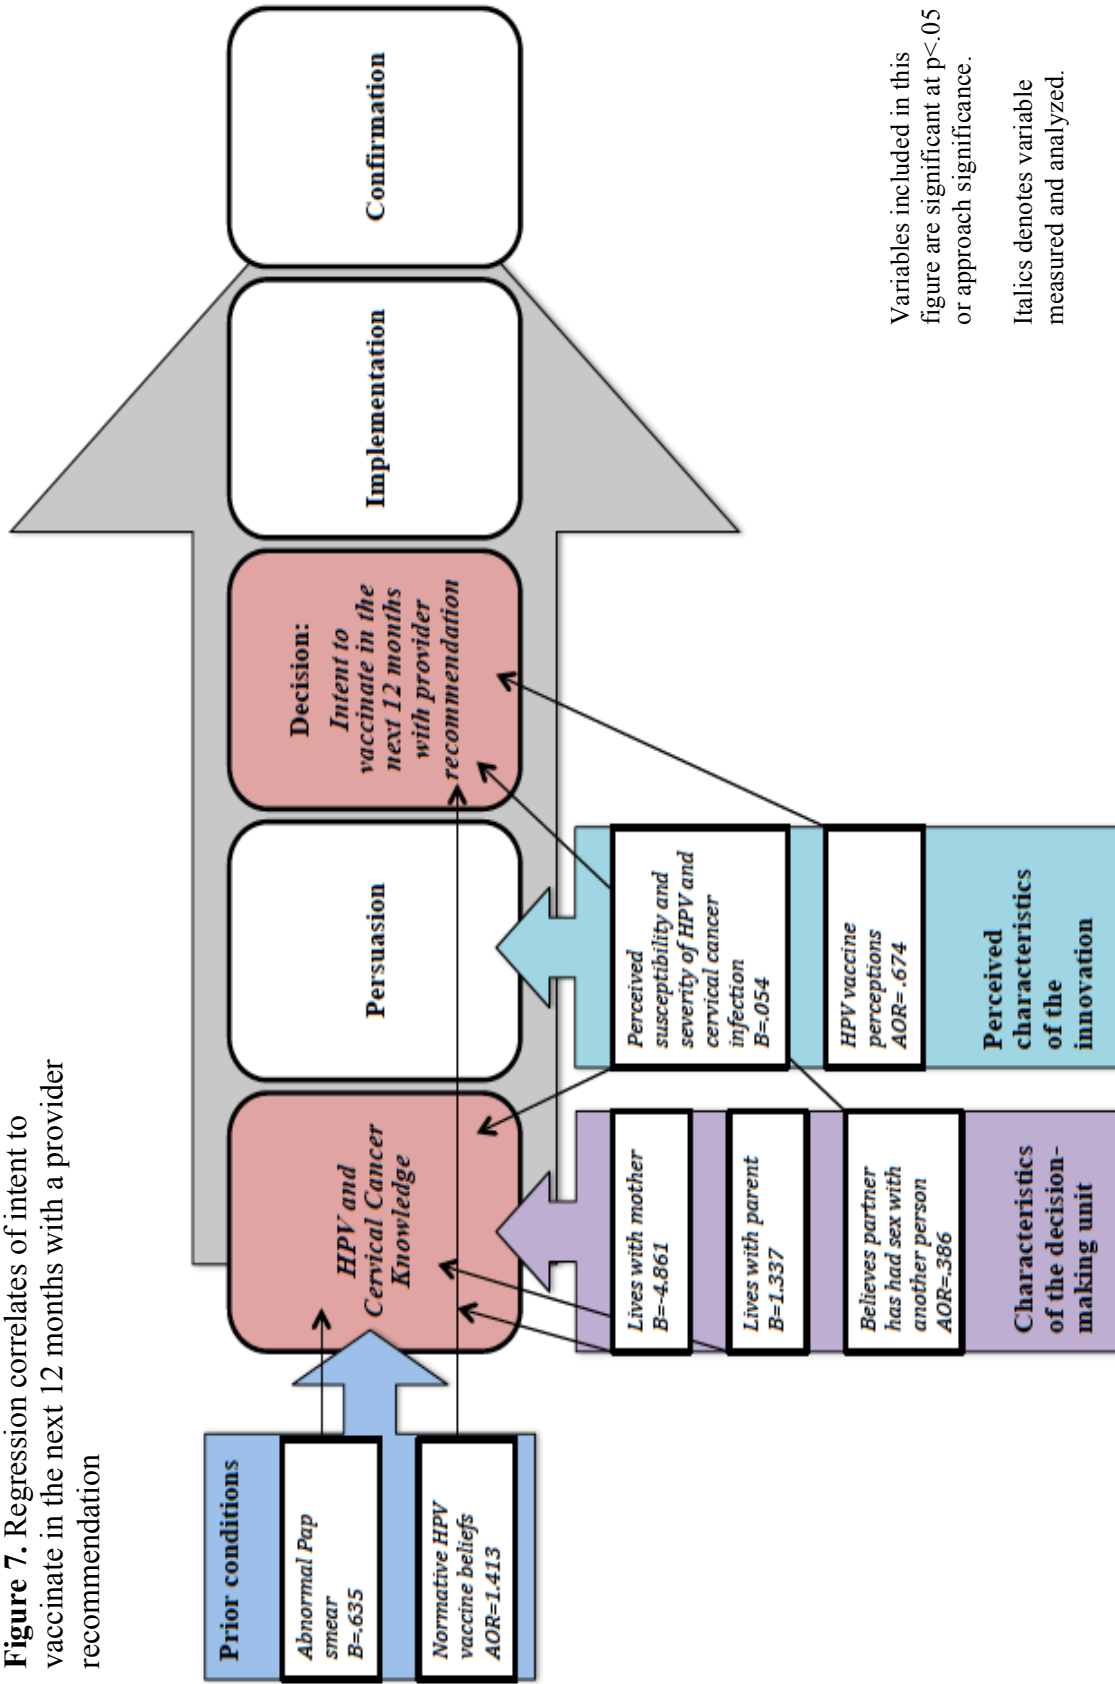 Figure 7. Regression correlates of intent to
vaccinate in the next 12 months with a provider
recommendation
Prior conditions
Abnormal Pap
smear
B=.635
Normative HPV
vaccine beliefs
AOR=1.413
HPV and
Cervical Cancer
Knowledge
Persuasion
Decision:
Intent to
vaccinate in the
next 12 months
with provider
recommendation
Implementation
Confirmation
Lives with mother
B=-4.861
Lives with parent
B=1.337
Believes partner
has had sex with
another person
AOR=.386
Characteristics
of the decision-
making unit
Perceived
susceptibility and
severity of HPV and
cervical cancer
infection
B=.054
HPV vaccine
perceptions
AOR= .674
Perceived
characteristics
of the
innovation
Variables included in this
figure are significant at p<.05
or approach significance.
Italics denotes variable
measured and analyzed.